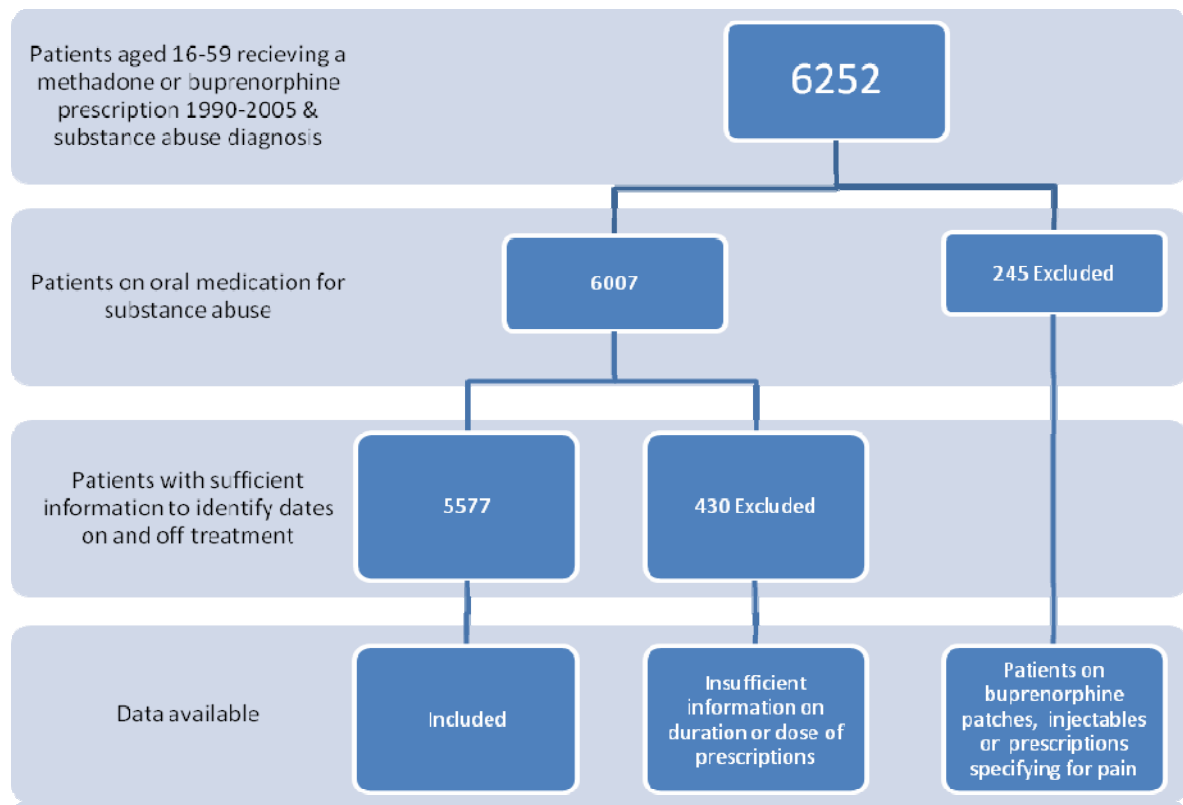 Patients aged 16-59 recieving a
methadone or buprenorphine
prescription 1990-2005 &
substance abuse diagnosis
6252
Patients on oral medication for
substance abuse
6007
245 Excluded
Patients with sufficient
information to identify dates
on and off treatment
5577
430 Excluded
Data available
Included
Insufficient
information on
duration or dose of
prescriptions
Patients on
buprenorphine
patches, injectables
or prescriptions
specifying for pain